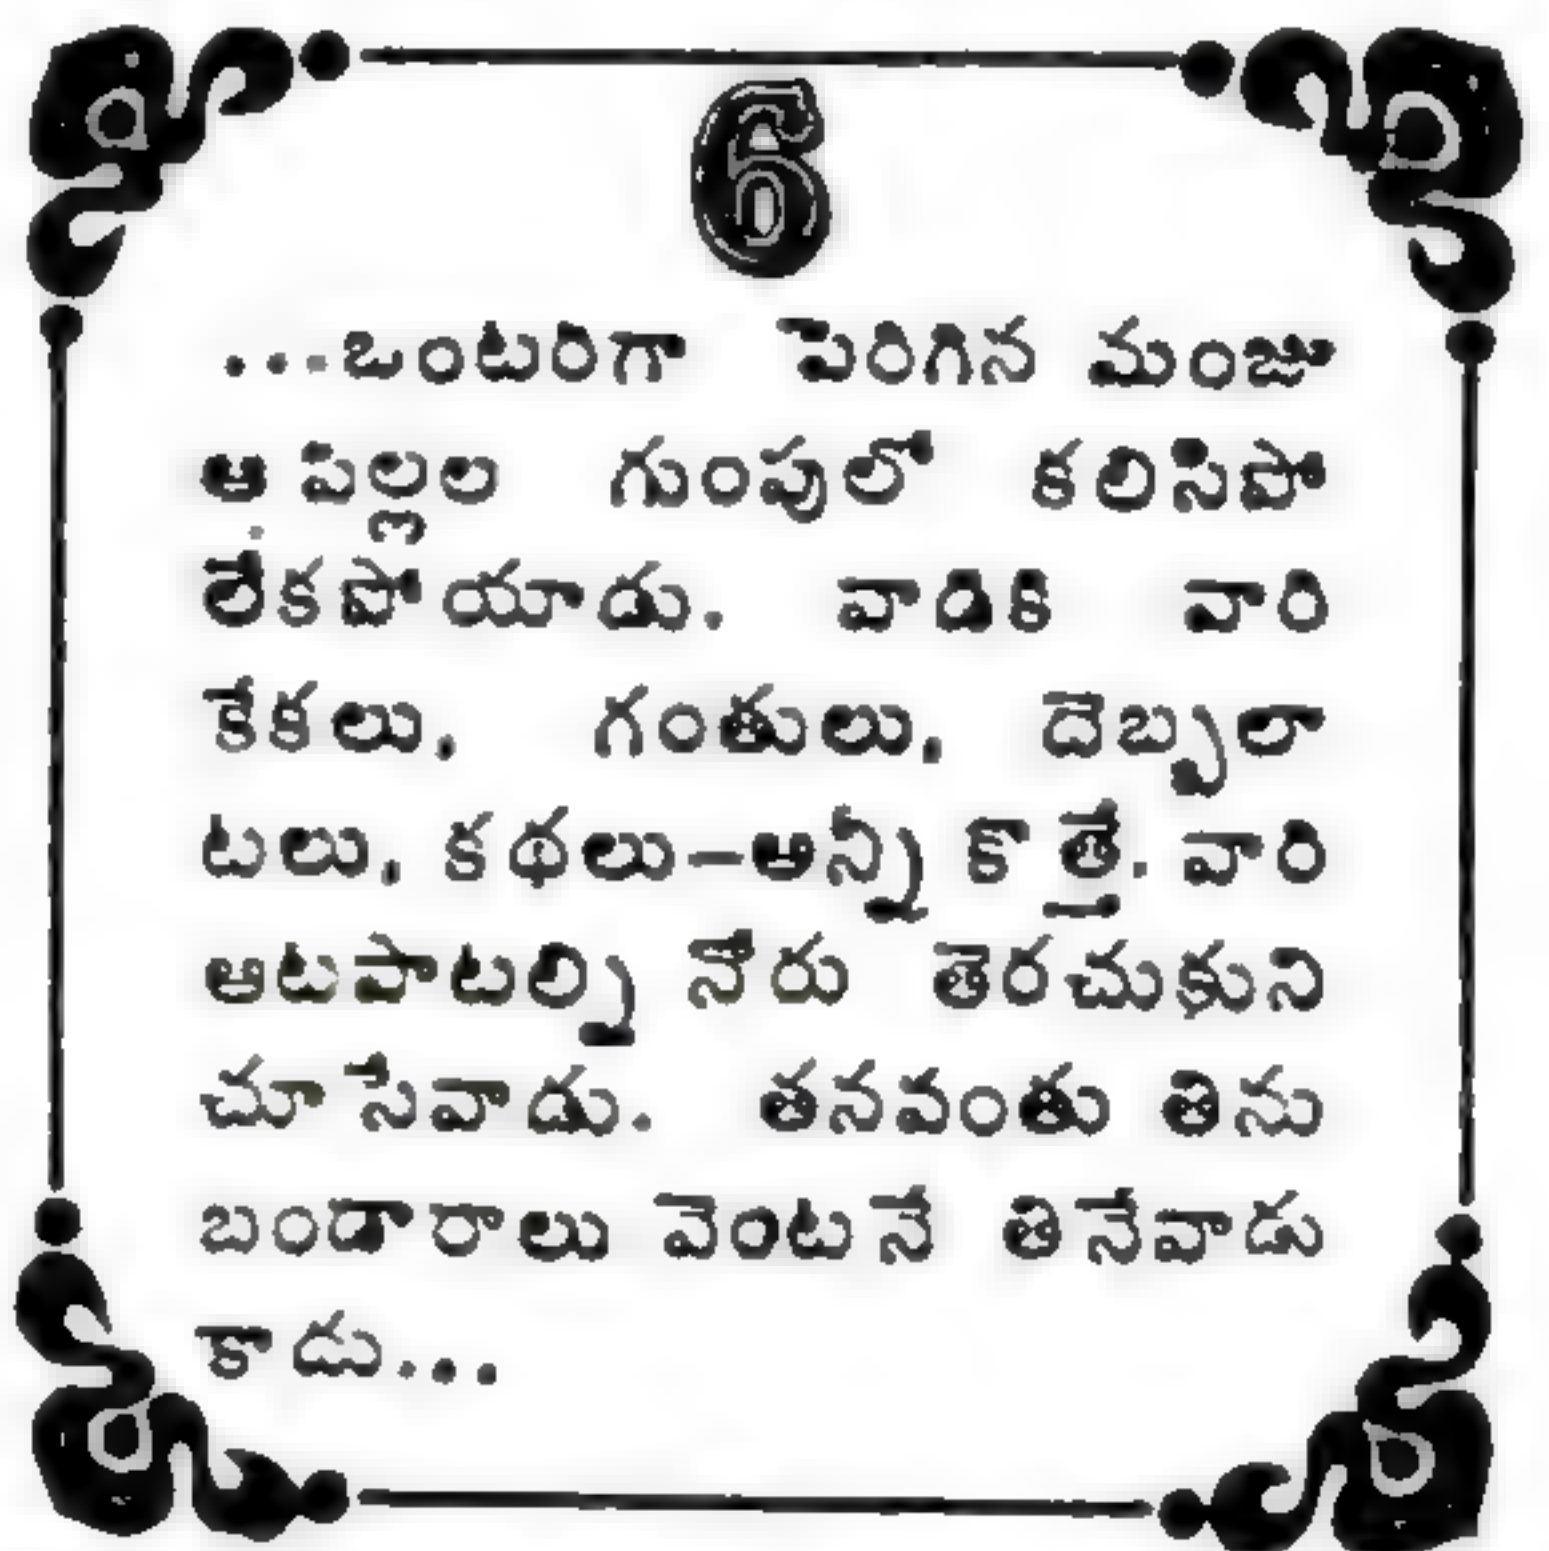 6
...ఒంటరిగా పెరిగిన మంజు
ఆ పిల్లల గుంపులో కలిసిపో
లేకపోయాడు. వాడికి వారి
కేకలు, గంతులు, దెబ్బలా
టలు, కథలు–అన్నీ కొత్తే. వారి
ఆటపాటల్ని నేరు తెరచుకుని
చూసేవాడు. తనవంతు తిను
బండారాలు వెంటనే తినేవాడు
కాడు...